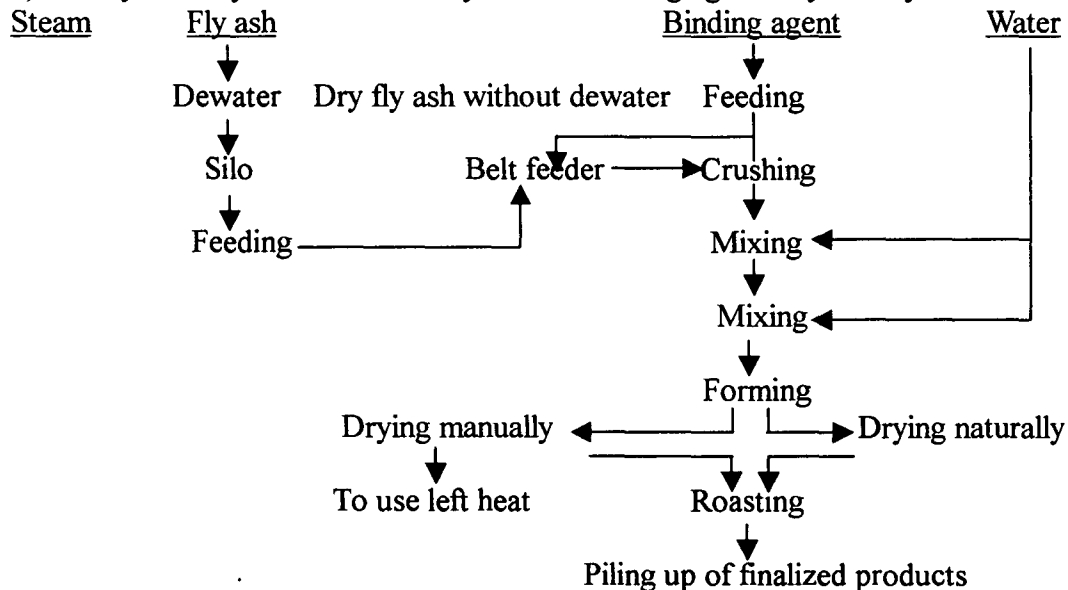 Steam Fly ash Binding agent Water
Dewater Dry fly ash without dewater Feeding
Silo Belt feeder Crushing
Feeding Mixing
Mixing
Forming
Drying manually Drying naturally
To use left heat Roasting
Piling up of finalized products